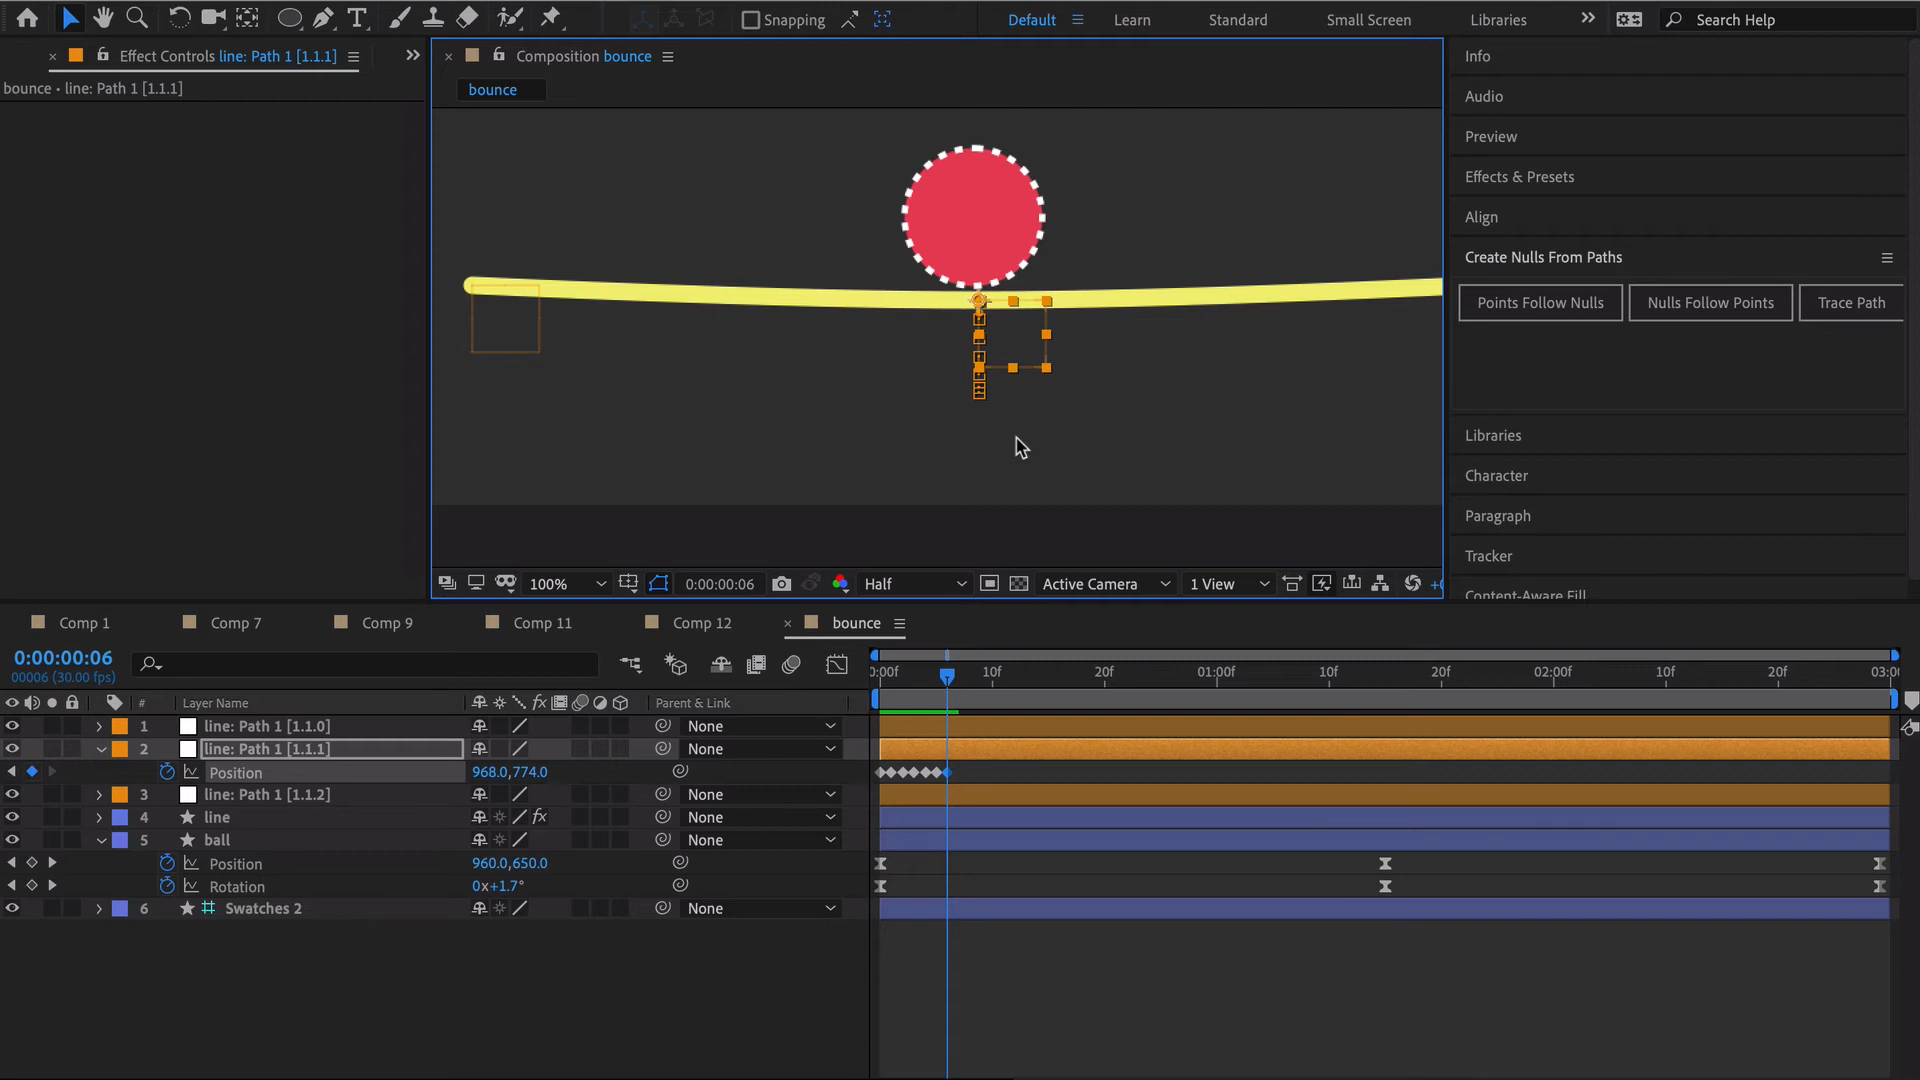 Snapping
Default
Learn
Standard
Small Screen
Libraries
Search Help
Effect Controls line: Path 1 [1.1.1]
Composition bounce
Info
bounce • line: Path 1 [1.1.1]
bounce
Audio
Preview
Effects & Presets
Align
Create Nulls From Paths
Points Follow Nulls
Nulls Follow Points
Trace Path
Libraries
Character
Paragraph
Tracker
Content-Aware Fill
100%
0:00:00:06
Half
Active Camera
1 View
+0
Comp 1
Comp 7
Comp 9
Comp 11
Comp 12
bounce
0:00:00:06
00006 (30.00 fps)
0:00f 10f 20f 01:00f 10f 20f 02:00f 10f 20f 03:00
# Layer Name
Parent & Link
1 line: Path 1 [1.1.0] None
2 line: Path 1 [1.1.1] None
Position 968.0,774.0
3 line: Path 1 [1.1.2] None
4 line fx None
5 ball None
Position 960.0,650.0
Rotation 0x+1.7°
6 Swatches 2 None